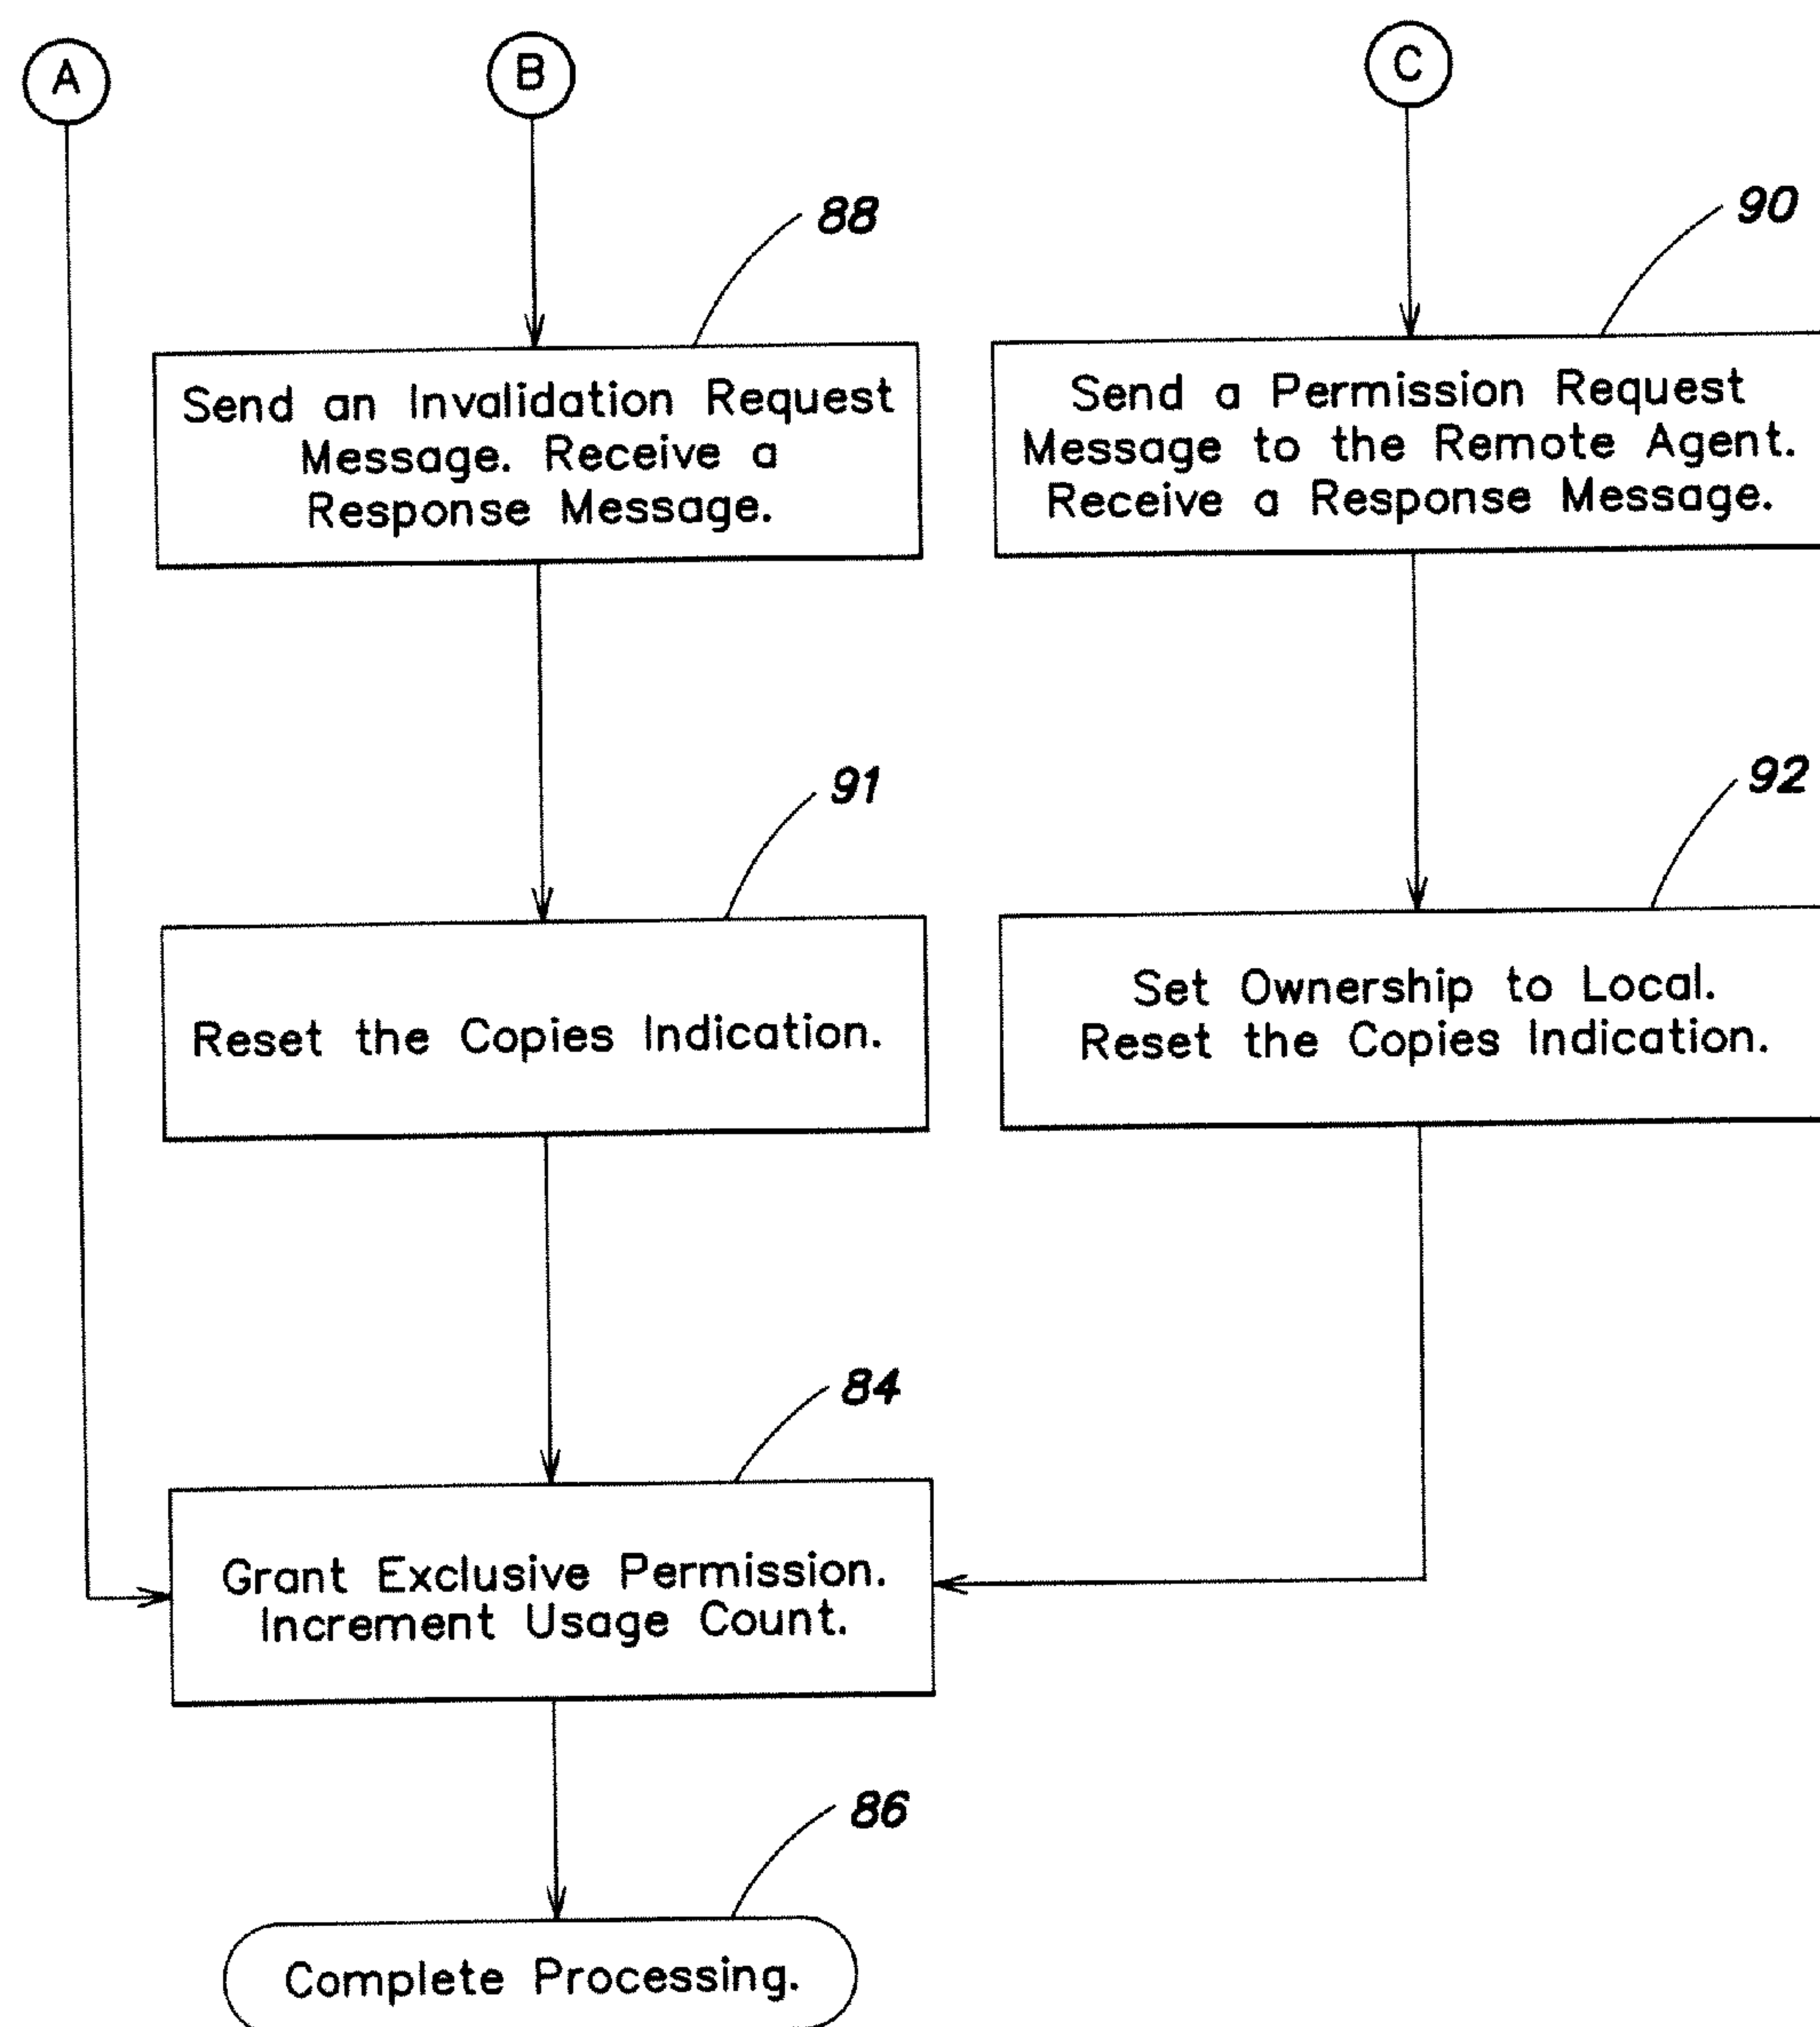 A
B
C
88
90
Send an Invalidation Request
Message. Receive a
Response Message.
Send a Permission Request
Message to the Remote Agent.
Receive a Response Message.
91
92
Reset the Copies Indication.
Set Ownership to Local.
Reset the Copies Indication.
84
Grant Exclusive Permission.
Increment Usage Count.
86
Complete Processing.